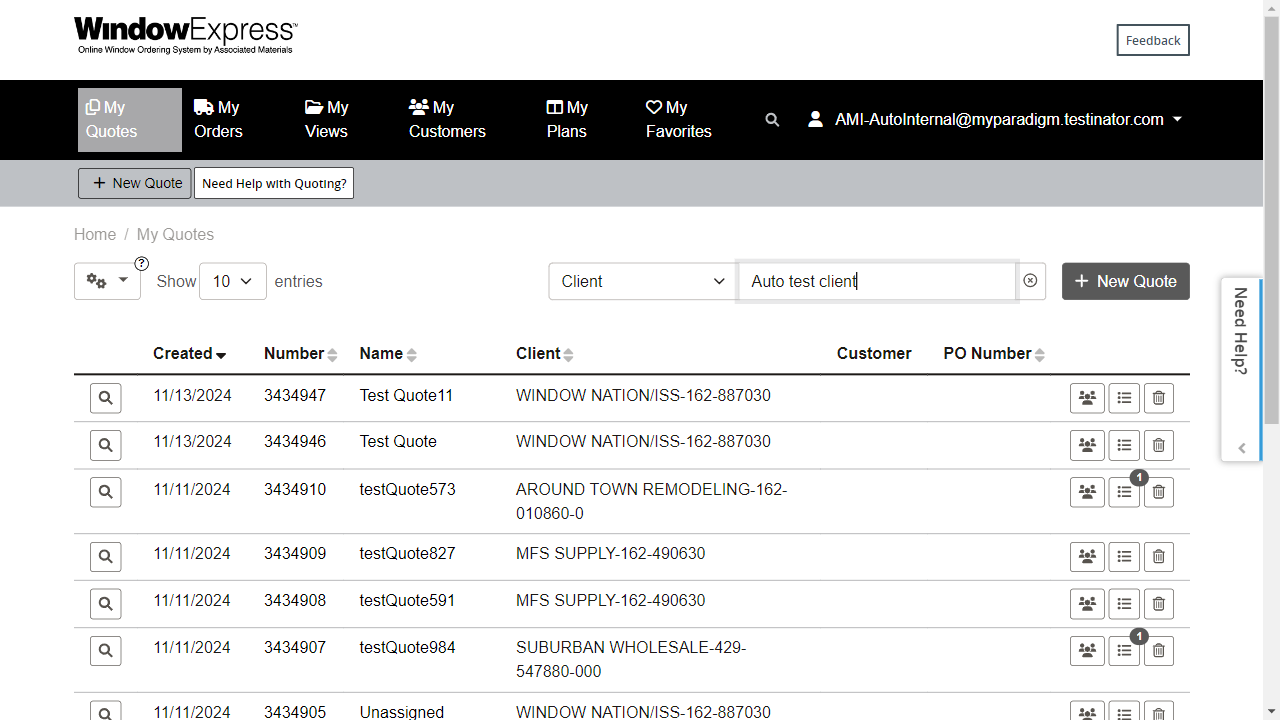 WindowExpress™
Online Window Ordering System by Associated Materials
Feedback
My Quotes
My Orders
My Views
My Customers
My Plans
My Favorites
AMI-AutoInternal@myparadigm.testinator.com
+ New Quote
Need Help with Quoting?
Home / My Quotes
Show 10 entries
?
Client
Auto test client
+ New Quote
Need Help?
Created Number Name Client Customer PO Number
11/13/2024 3434947 Test Quote11 WINDOW NATION/ISS-162-887030
11/13/2024 3434946 Test Quote WINDOW NATION/ISS-162-887030
11/11/2024 3434910 testQuote573 AROUND TOWN REMODELING-162-
010860-0
1
11/11/2024 3434909 testQuote827 MFS SUPPLY-162-490630
11/11/2024 3434908 testQuote591 MFS SUPPLY-162-490630
11/11/2024 3434907 testQuote984 SUBURBAN WHOLESALE-429-
547880-000
1
11/11/2024 3434905 Unassigned WINDOW NATION/ISS-162-887030